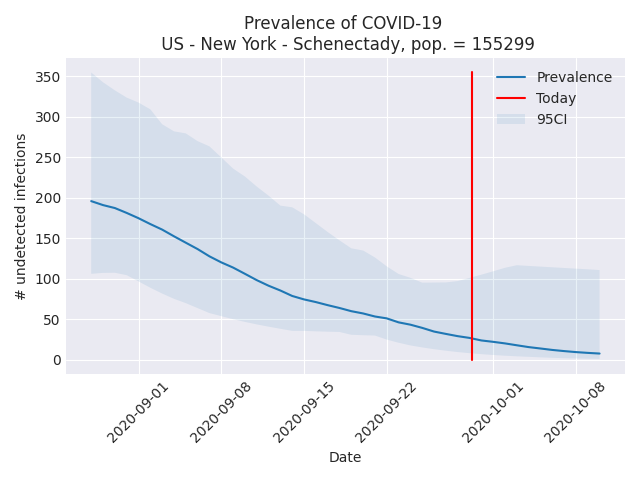 Prevalence of COVID-19
US - New York - Schenectady, pop. = 155299
# undetected infections
350
300
250
200
150
100
50
0
Prevalence
Today
95CI
2020-09-01
2020-09-08
2020-09-15
2020-09-22
2020-10-01
2020-10-08
Date